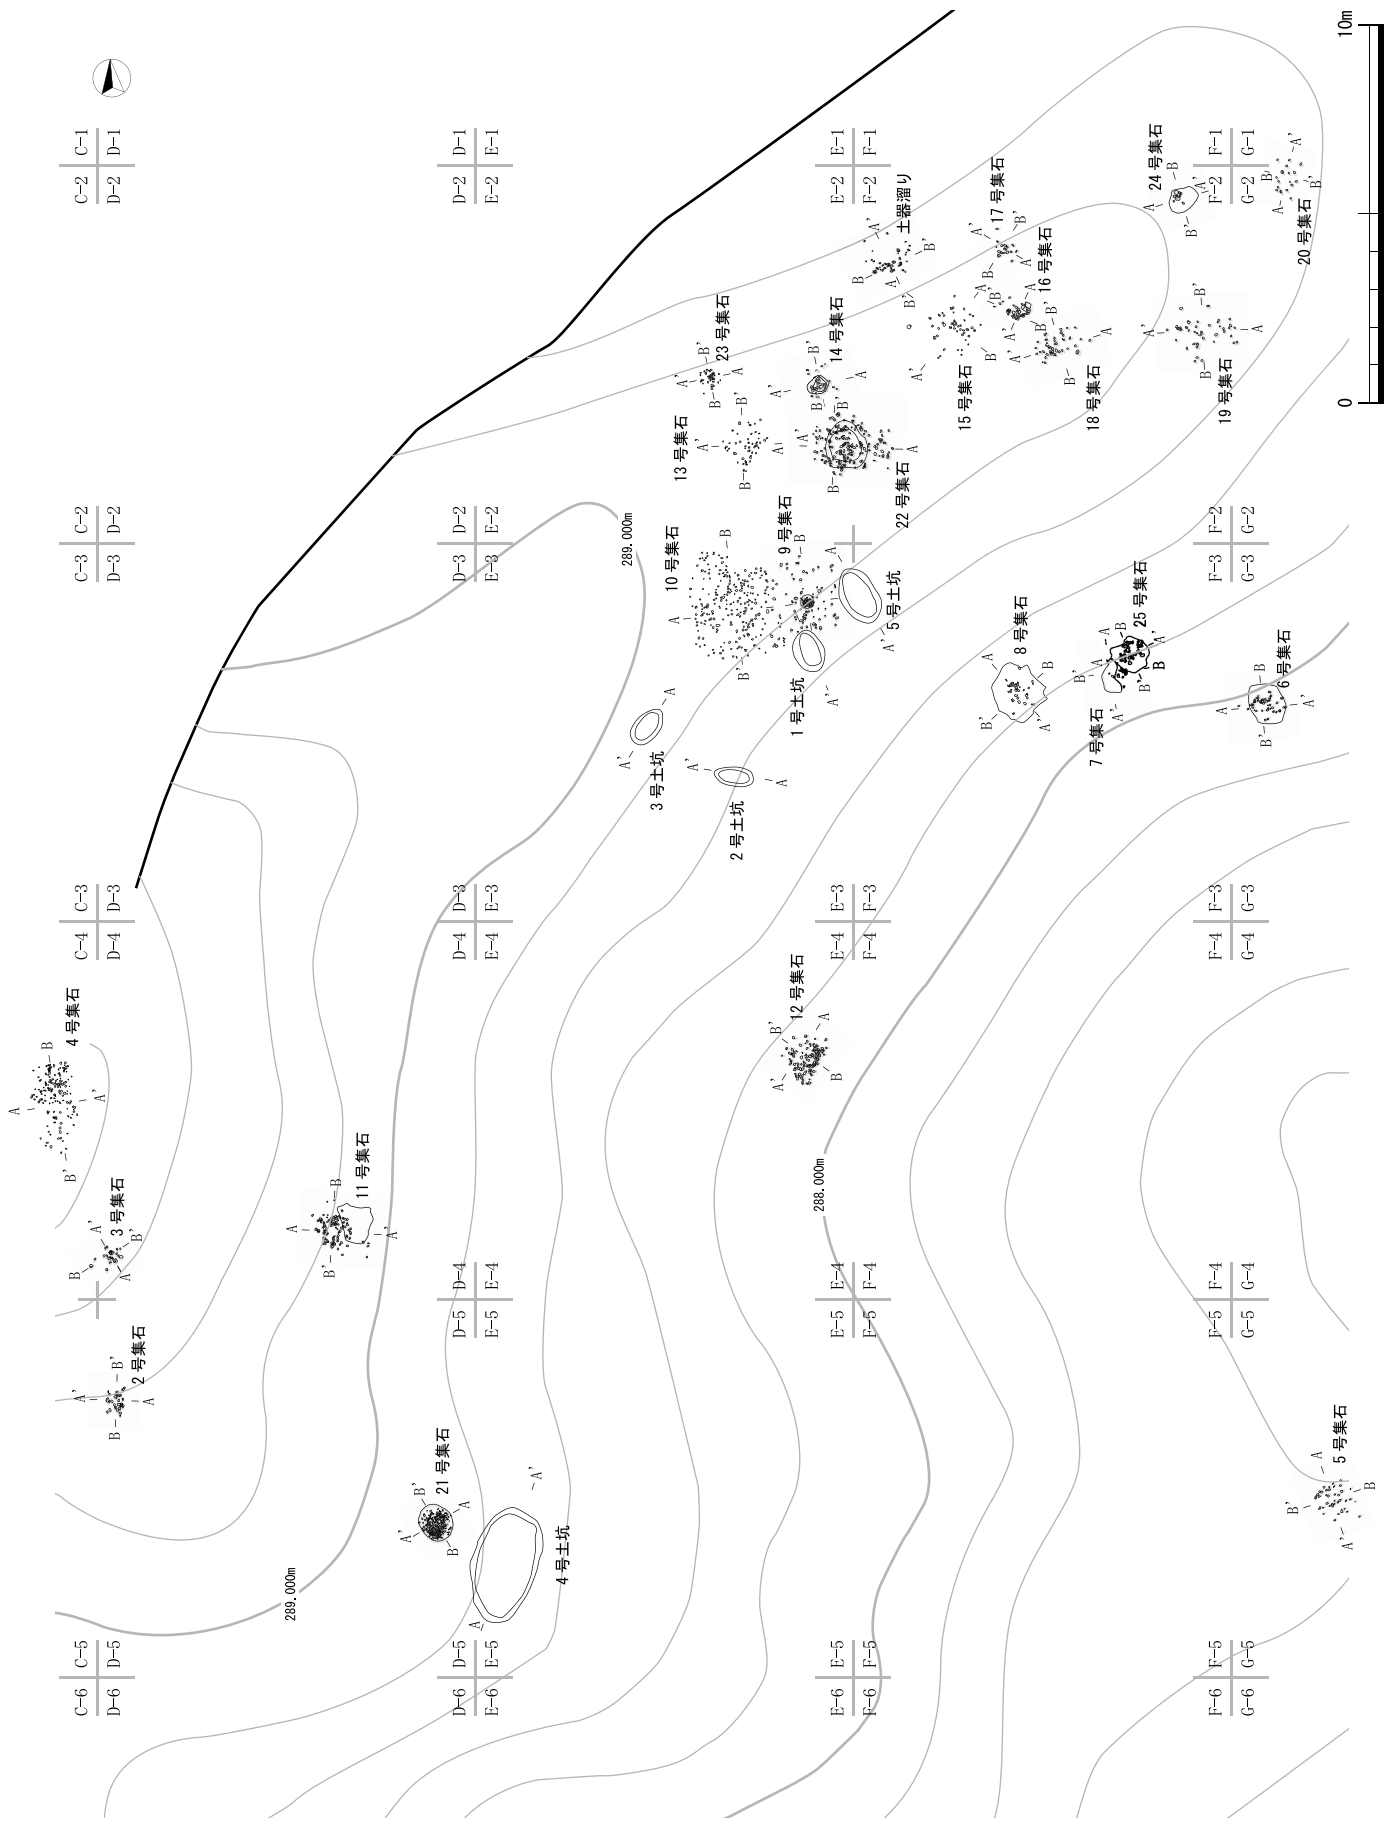 10m
0
C-1
D-1
C-2
D-2
D-1
E-1
D-2
E-2
E-1
F-1
E-2
F-2
F-1
G-1
F-2
G-2
C-2
D-2
C-3
D-3
D-2
E-2
D-3
E-3
F-2
G-2
F-3
G-3
C-3
D-3
C-4
D-4
D-3
E-3
D-4
E-4
E-3
F-3
E-4
F-4
F-3
G-3
F-4
G-4
D-4
E-4
D-5
E-5
E-4
F-4
E-5
F-5
F-4
G-4
F-5
G-5
C-5
D-5
C-6
D-6
D-5
E-5
D-6
E-6
E-5
F-5
E-6
F-6
F-5
G-5
F-6
G-6
24号集石
A
B
A'
B'
20号集石
A
A'
B
B'
17号集石
A
A'
B
B'
土器溜り
A
A'
B
B'
16号集石
A
A'
B
B'
15号集石
A
A'
B
B'
18号集石
A
A'
B
B'
19号集石
A
A'
B
B'
23号集石
A
A'
B
B'
14号集石
A
A'
B
B'
13号集石
A
A'
B
B'
22号集石
A
A'
B
B'
289.000m
10号集石
A
B
B'
9号集石
A
B
5号土坑
A'
1号土坑
A'
3号土坑
A
A'
2号土坑
A
A'
8号集石
A
A'
B
B'
25号集石
A
A'
B
B'
7号集石
A
A'
B
B'
6号集石
A
A'
B
B'
4号集石
A
A'
B
B'
3号集石
A
A'
B
B'
2号集石
A
A'
B
B'
11号集石
A
A'
B
B'
12号集石
A
A'
B
B'
288.000m
21号集石
A
A'
B
B'
4号土坑
A
A'
289.000m
5号集石
A
A'
B
B'